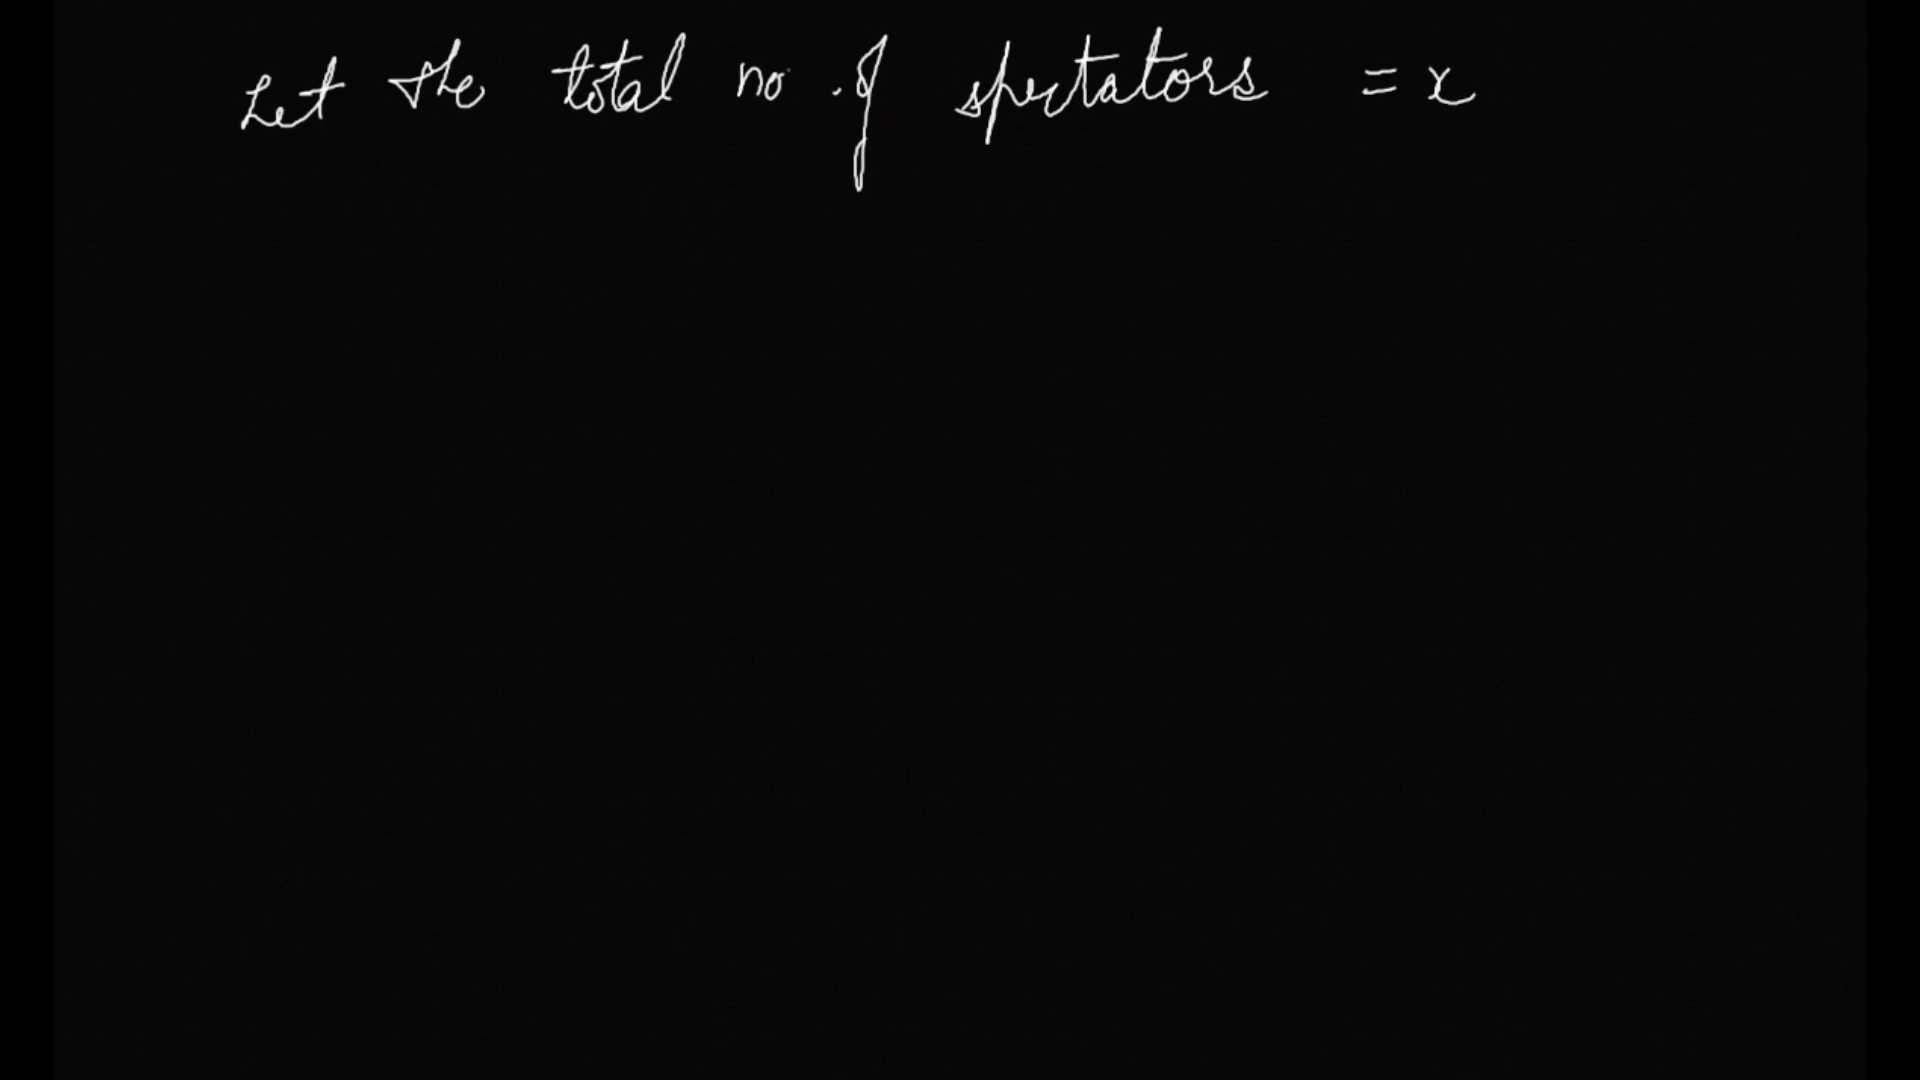 Let the total no. of spectators = x